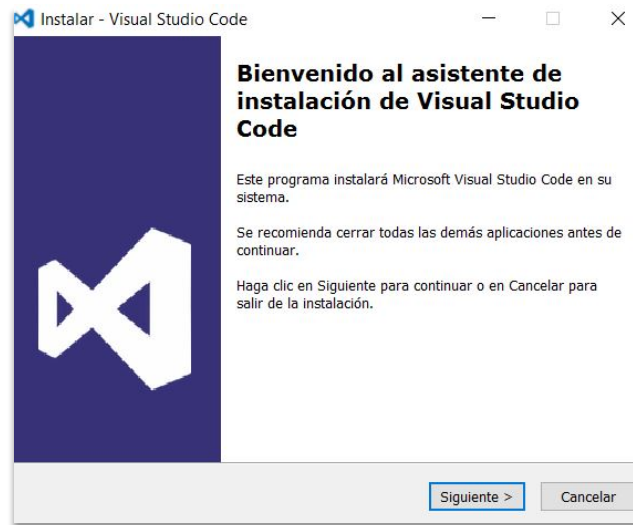 Instalar - Visual Studio Code
Bienvenido al asistente de
instalación de Visual Studio
Code
Este programa instalará Microsoft Visual Studio Code en su
sistema.
Se recomienda cerrar todas las demás aplicaciones antes de
continuar.
Haga clic en Siguiente para continuar o en Cancelar para
salir de la instalación.
Siguiente >
Cancelar